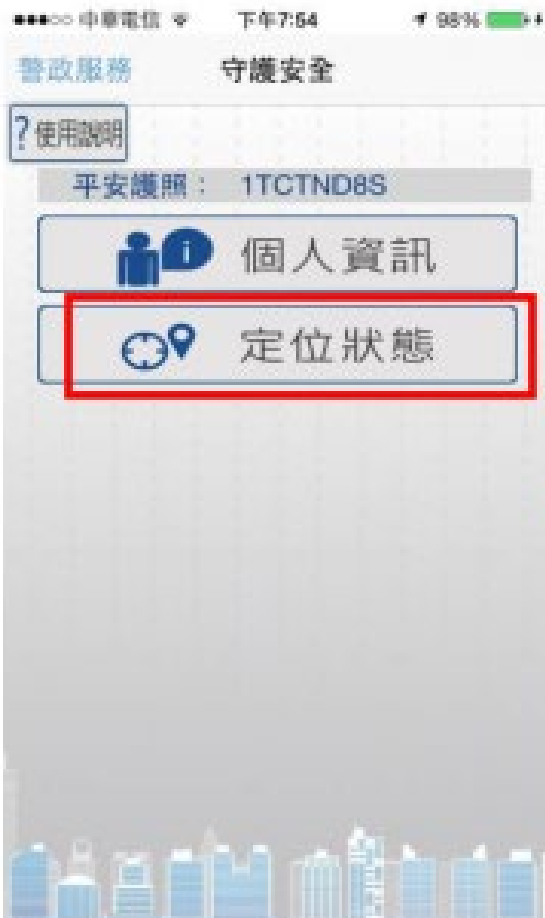 中華電信 下午7:54 98%
警政服務 守護安全
?使用說明
平安護照： 1TCTND8S
個人資訊
定位狀態